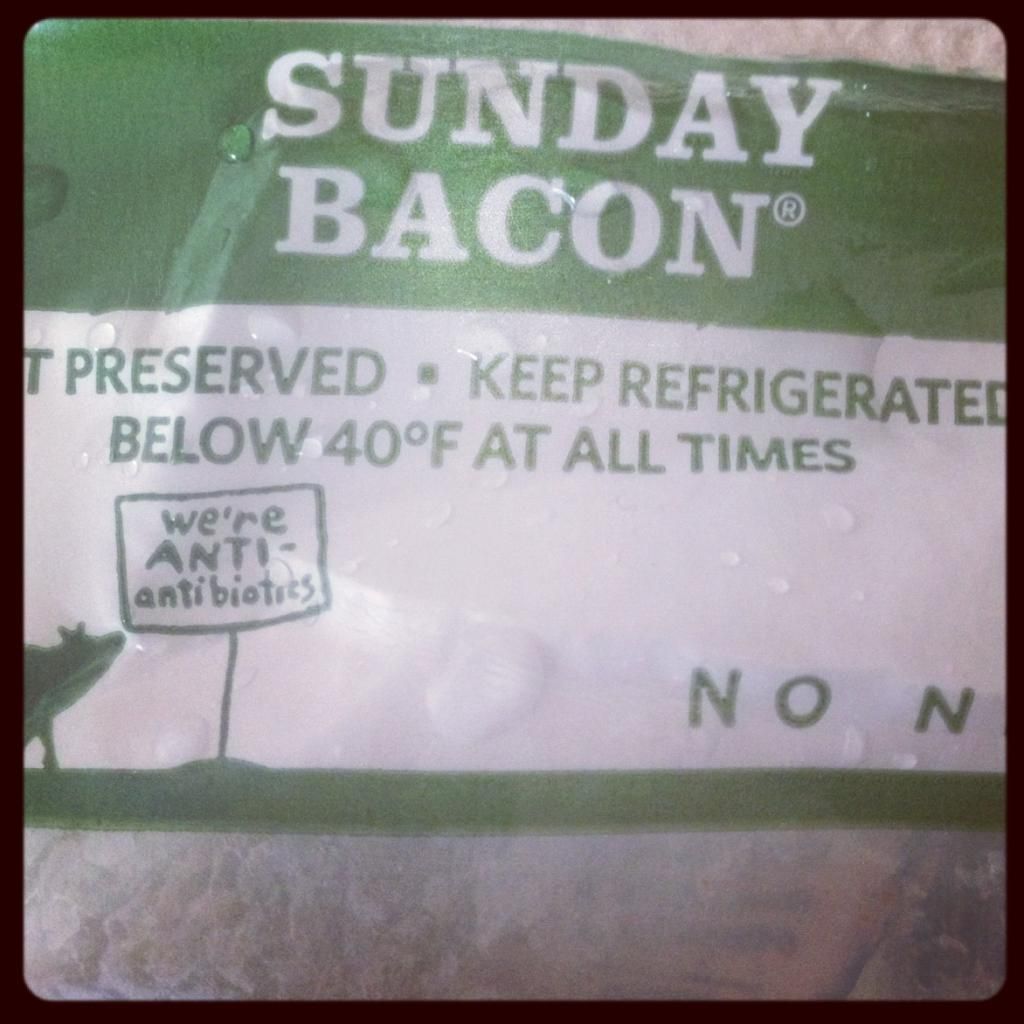 SUNDAY
BACON®
T PRESERVED • KEEP REFRIGERATED
BELOW 40°F AT ALL TIMES
we're
ANTI-
antibiotics
NO N